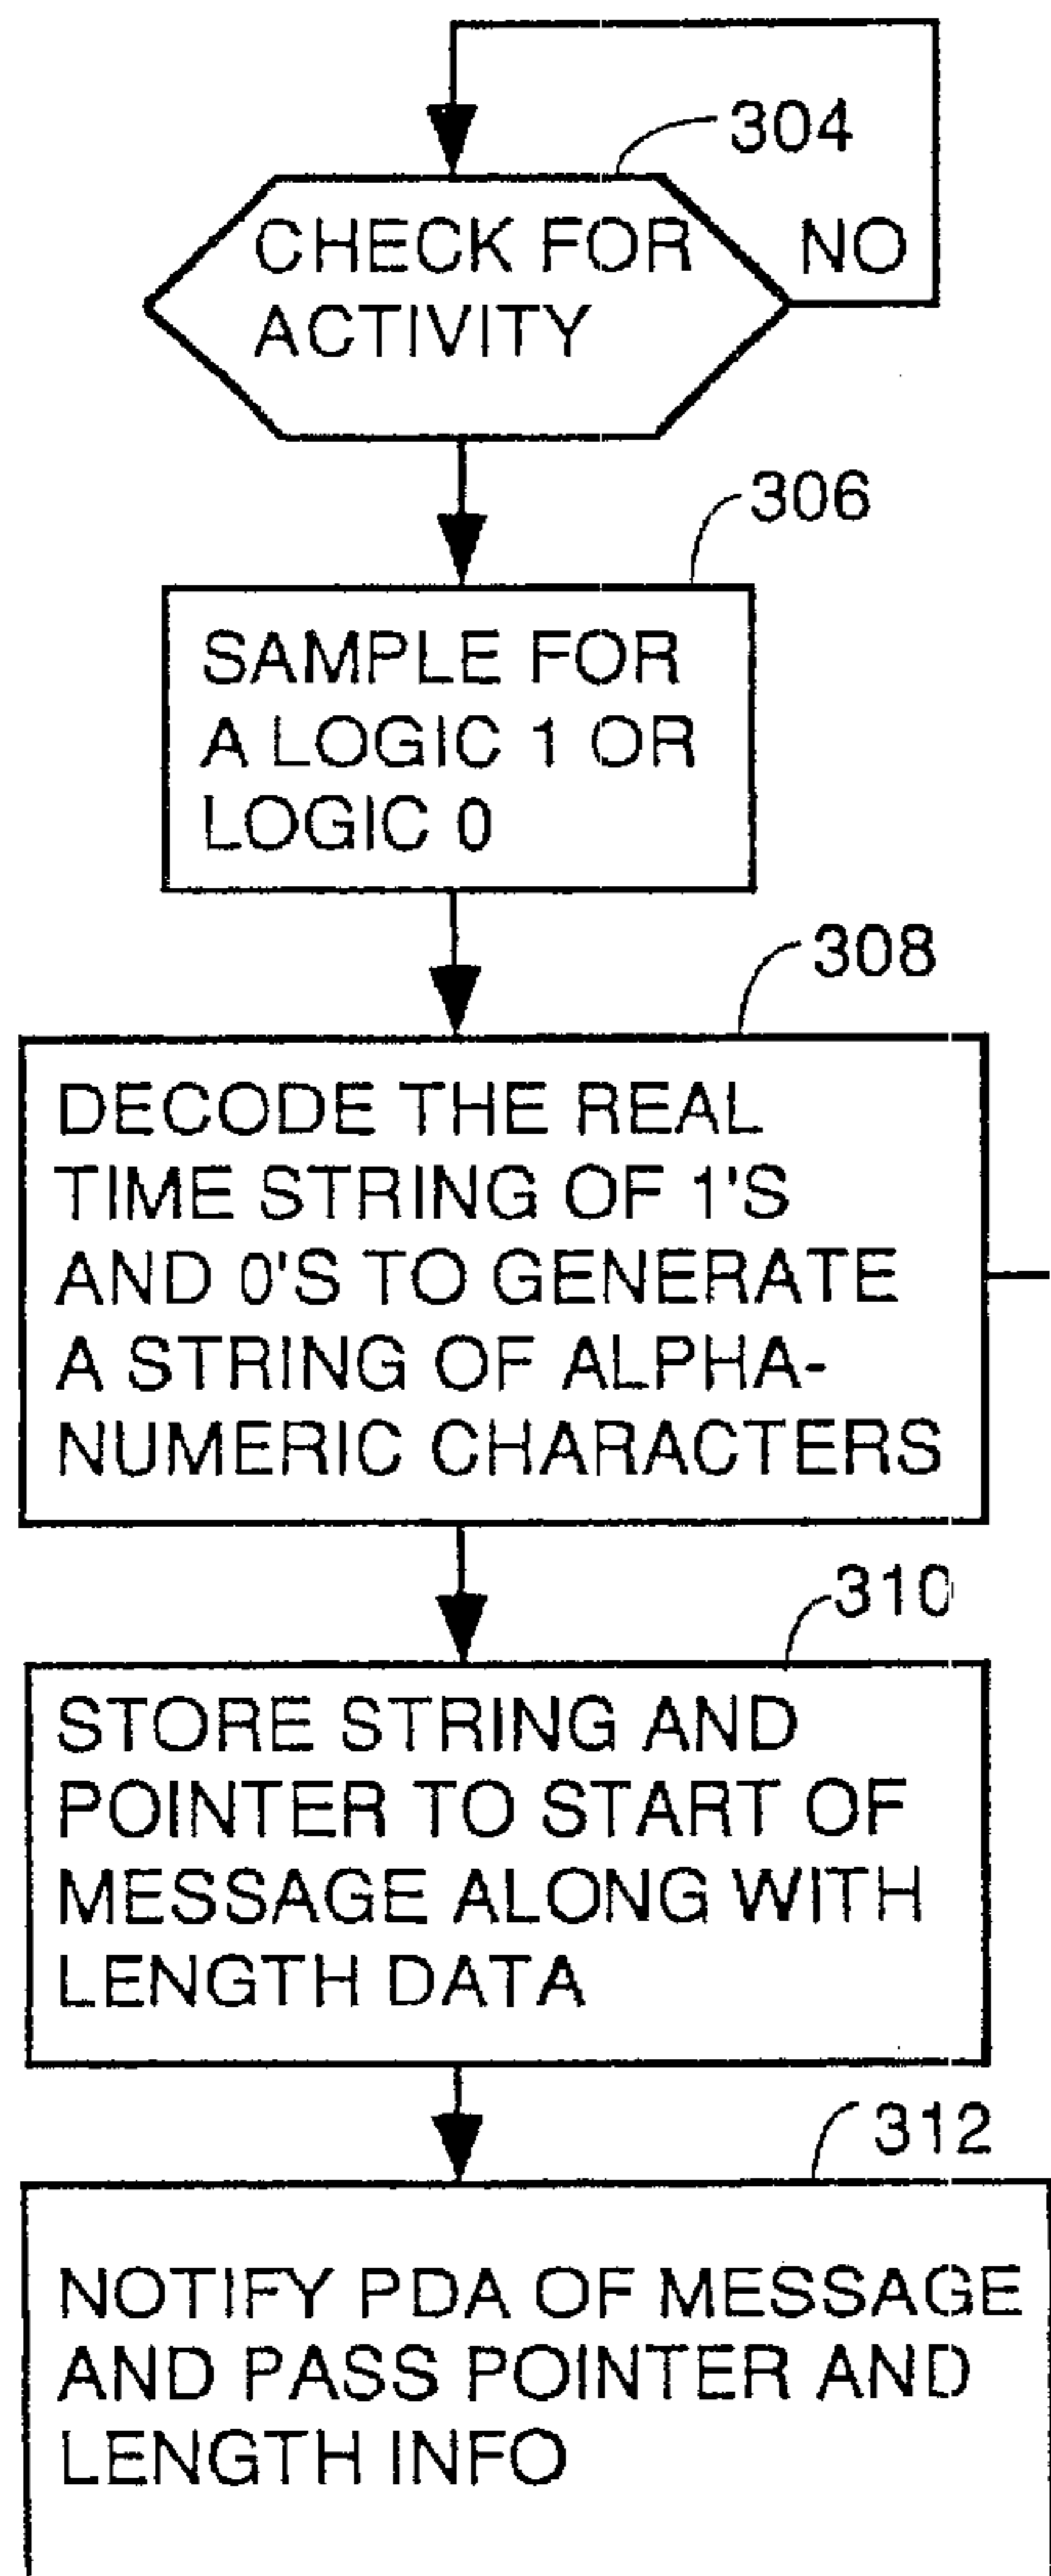 304
CHECK FOR
ACTIVITY
NO
306
SAMPLE FOR
A LOGIC 1 OR
LOGIC 0
308
DECODE THE REAL
TIME STRING OF 1'S
AND 0'S TO GENERATE
A STRING OF ALPHA-
NUMERIC CHARACTERS
310
STORE STRING AND
POINTER TO START OF
MESSAGE ALONG WITH
LENGTH DATA
312
NOTIFY PDA OF MESSAGE
AND PASS POINTER AND
LENGTH INFO